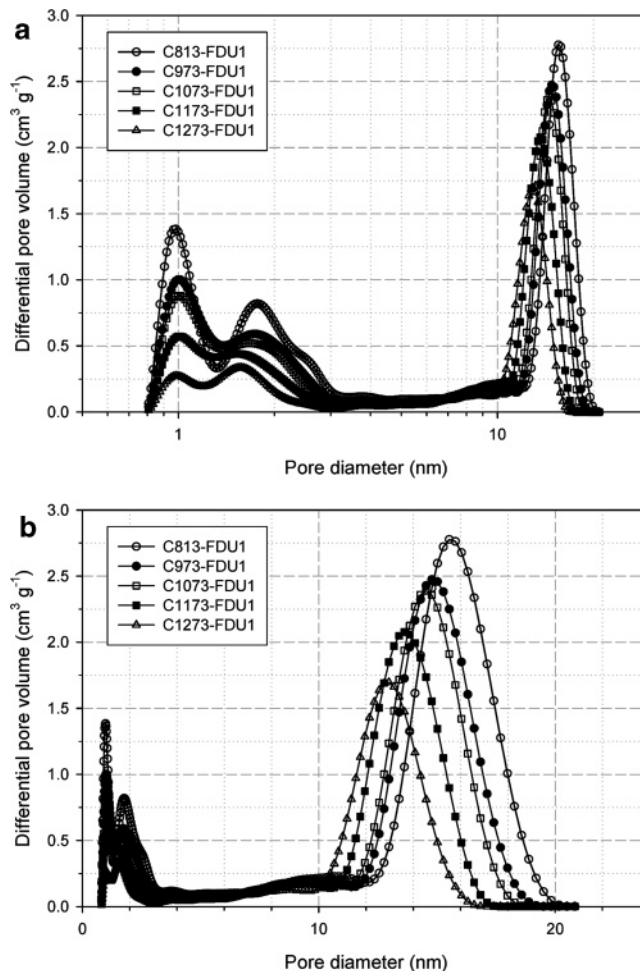 a
3.0
C813-FDU1
C973-FDU1
C1073-FDU1
C1173-FDU1
C1273-FDU1
2.5
2.0
1.5
1.0
0.5
0.0
Differential pore volume (cm³ g⁻¹)
1 10
Pore diameter (nm)
b
3.0
C813-FDU1
C973-FDU1
C1073-FDU1
C1173-FDU1
C1273-FDU1
2.5
2.0
1.5
1.0
0.5
0.0
Differential pore volume (cm³ g⁻¹)
0 10 20
Pore diameter (nm)